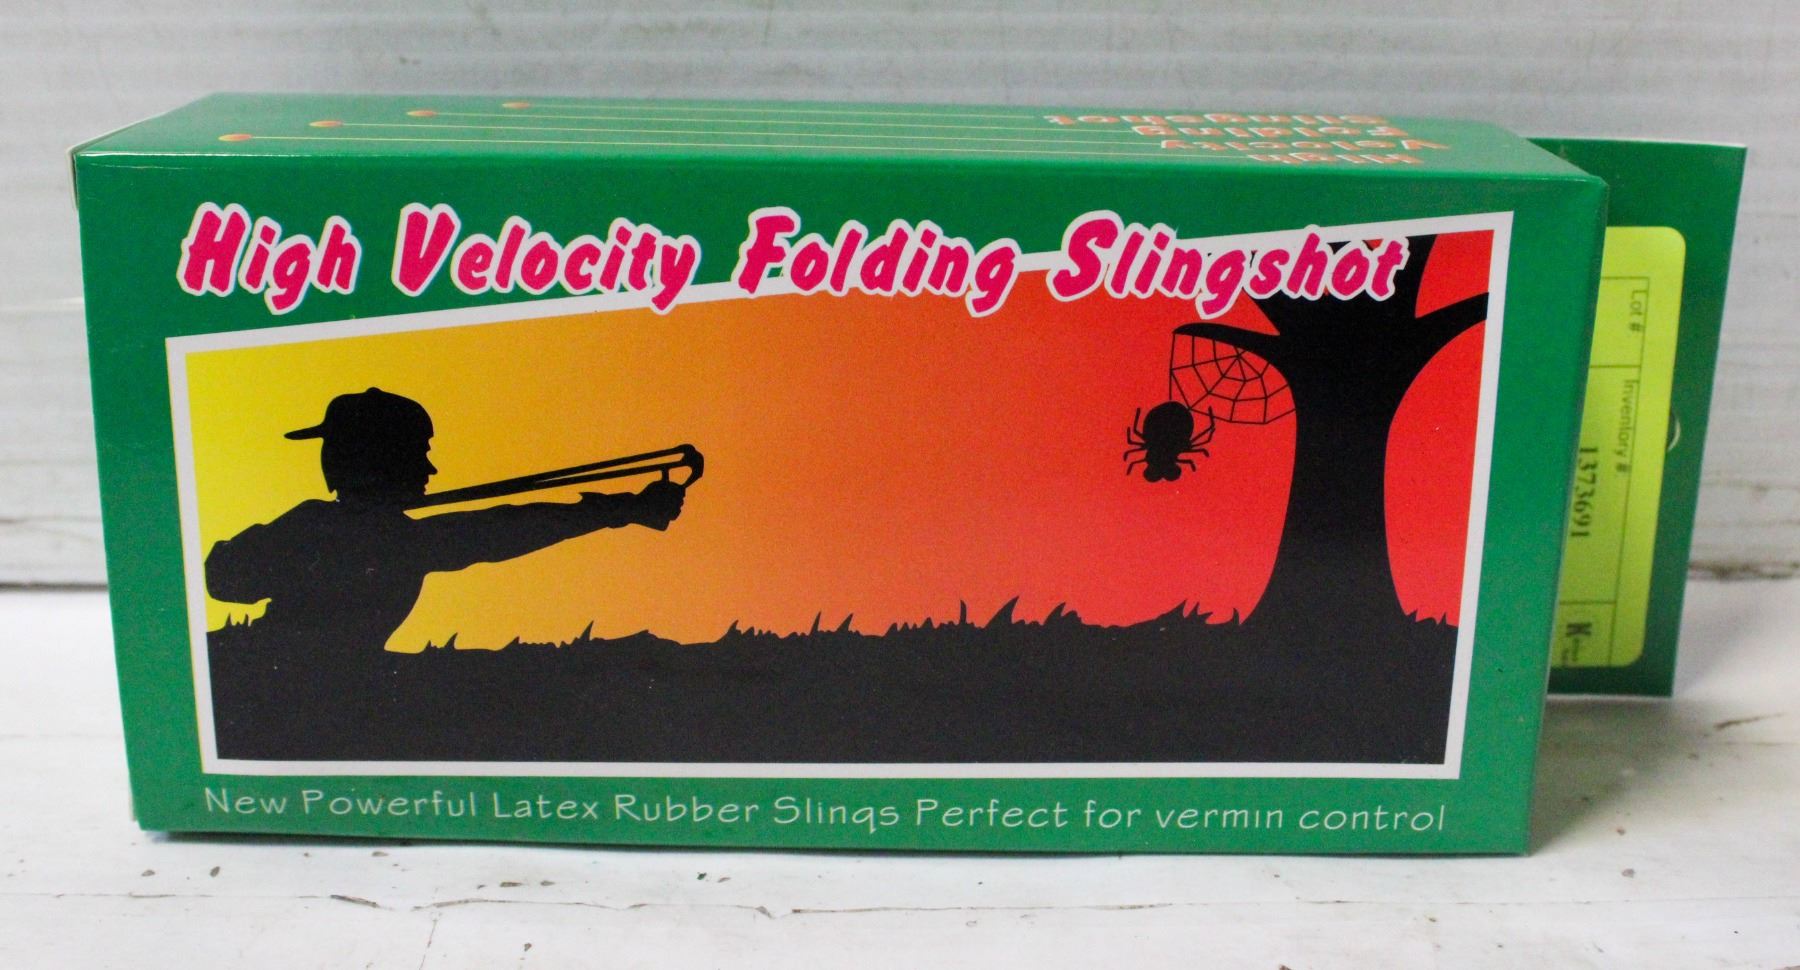 High
Velocity
Folding
Slingshot
High Velocity Folding Slingshot
New Powerful Latex Rubber Slings Perfect for vermin control
Lot #
Inventory #
1373691
K